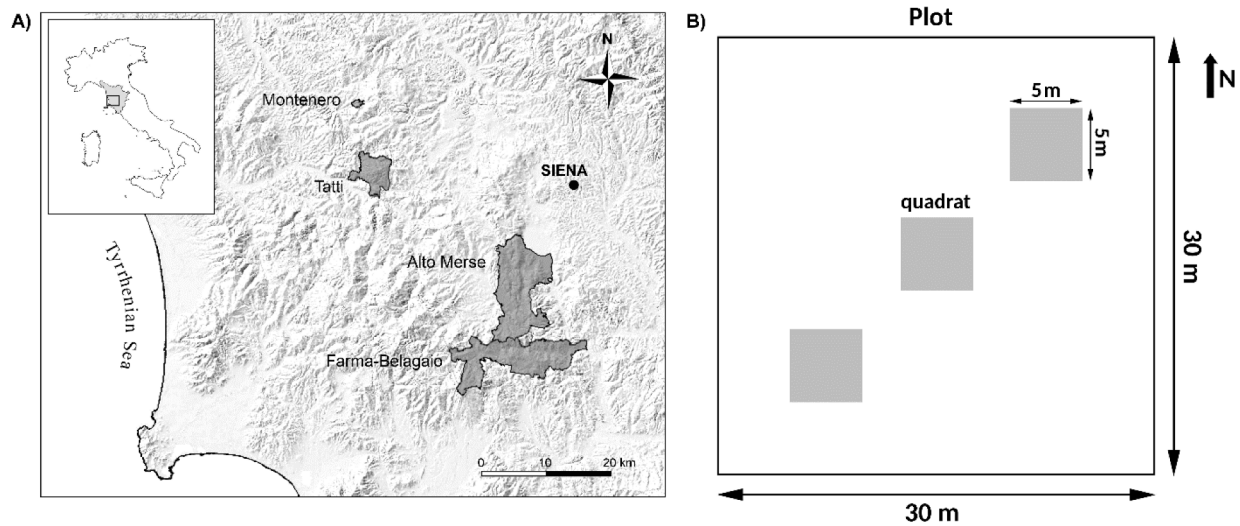 A)
N
Montenero
Tatti
SIENA
Alto Merse
Farma-Belagaio
Tyrrhenian Sea
0 10 20 km
B)
Plot
N
5 m
5 m
quadrat
30 m
30 m